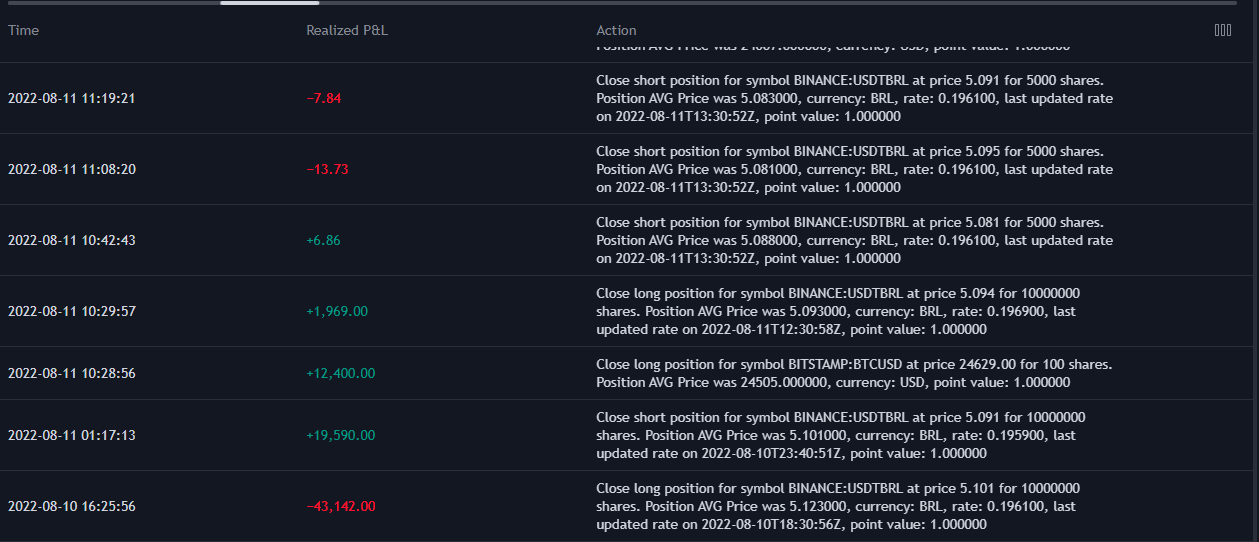 Time Realized P&L Action
Position AVG Price was 24607.000000, currency: USD, point value: 1.000000
Close short position for symbol BINANCE:USDTBRL at price 5.091 for 5000 shares.
2022-08-11 11:19:21 −7.84 Position AVG Price was 5.083000, currency: BRL, rate: 0.196100, last updated rate
on 2022-08-11T13:30:52Z, point value: 1.000000
Close short position for symbol BINANCE:USDTBRL at price 5.095 for 5000 shares.
2022-08-11 11:08:20 −13.73 Position AVG Price was 5.081000, currency: BRL, rate: 0.196100, last updated rate
on 2022-08-11T13:30:52Z, point value: 1.000000
Close short position for symbol BINANCE:USDTBRL at price 5.081 for 5000 shares.
2022-08-11 10:42:43 +6.86 Position AVG Price was 5.088000, currency: BRL, rate: 0.196100, last updated rate
on 2022-08-11T13:30:52Z, point value: 1.000000
Close long position for symbol BINANCE:USDTBRL at price 5.094 for 10000000
2022-08-11 10:29:57 +1,969.00 shares. Position AVG Price was 5.093000, currency: BRL, rate: 0.196900, last
updated rate on 2022-08-11T12:30:58Z, point value: 1.000000
Close long position for symbol BITSTAMP:BTCUSD at price 24629.00 for 100 shares.
2022-08-11 10:28:56 +12,400.00
Position AVG Price was 24505.000000, currency: USD, point value: 1.000000
Close short position for symbol BINANCE:USDTBRL at price 5.091 for 10000000
2022-08-11 01:17:13 +19,590.00 shares. Position AVG Price was 5.101000, currency: BRL, rate: 0.195900, last
updated rate on 2022-08-10T23:40:51Z, point value: 1.000000
Close long position for symbol BINANCE:USDTBRL at price 5.101 for 10000000
2022-08-10 16:25:56 −43,142.00 shares. Position AVG Price was 5.123000, currency: BRL, rate: 0.196100, last
updated rate on 2022-08-10T18:30:56Z, point value: 1.000000